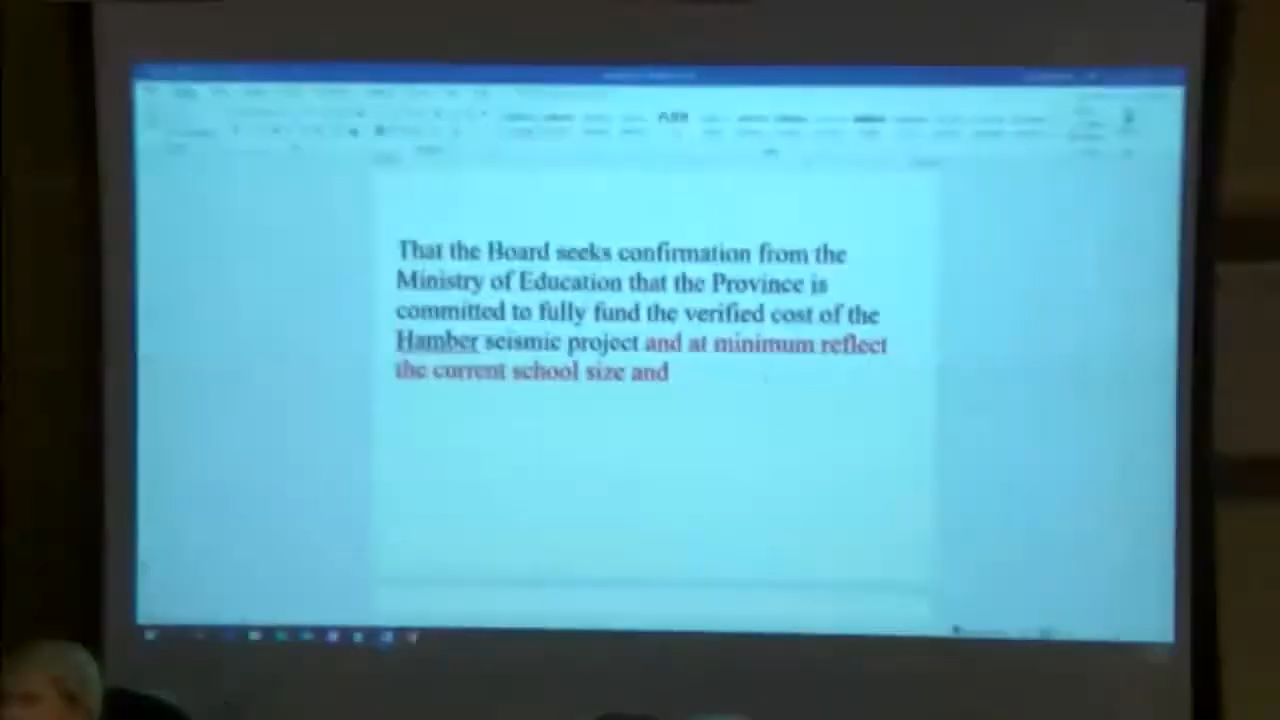 That the Board seeks confirmation from the
Ministry of Education that the Province is
committed to fully fund the verified cost of the
Hamber seismic project and at minimum reflect
the current school size and